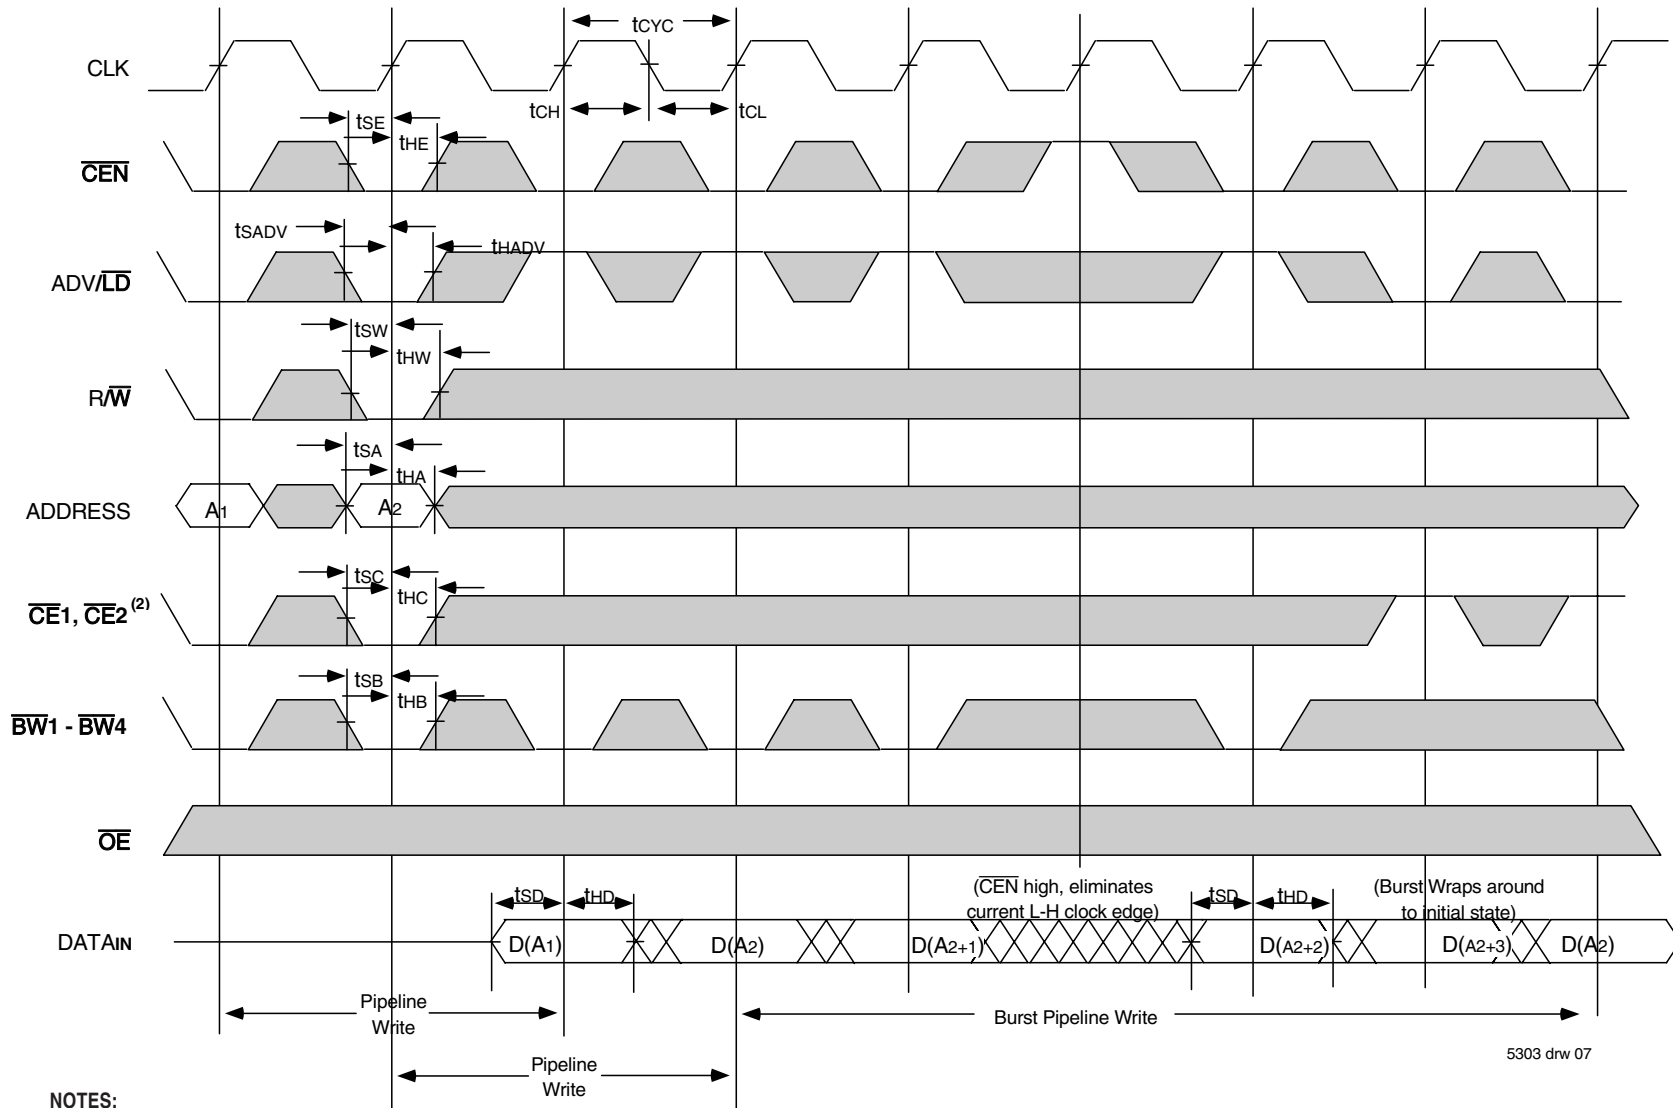 tCYC
CLK
tCH
tCL
tSE
tHE
CEN
tSADV
tHADV
ADV/LD
tSW
tHW
R/W
tSA
tHA
ADDRESS
A1
A2
tSC
tHC
CE1, CE2 (2)
tSB
tHB
BW1 - BW4
OE
tSD
tHD
(CEN high, eliminates
current L-H clock edge)
tSD
tHD
(Burst Wraps around
to initial state)
DATAIN
D(A1)
D(A2)
D(A2+1)
D(A2+2)
D(A2+3)
D(A2)
Pipeline
Write
Burst Pipeline Write
5303 drw 07
Pipeline
Write
NOTES: